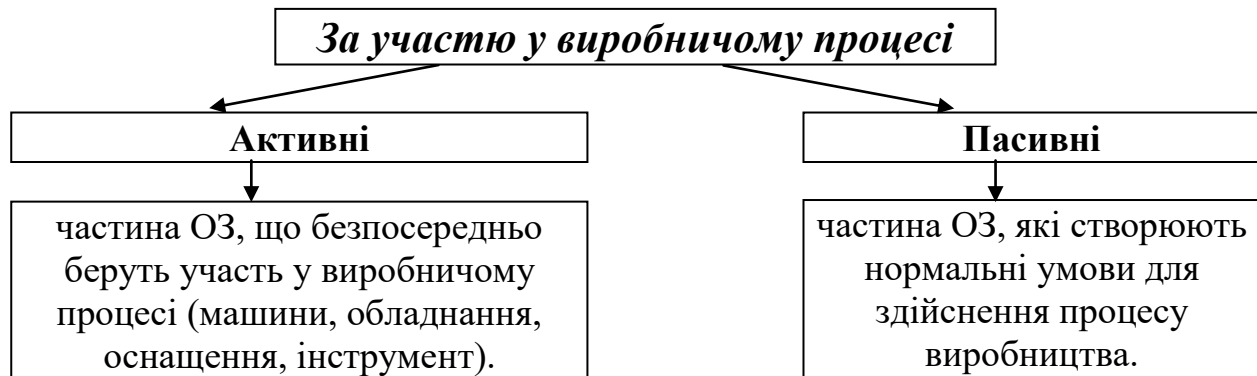 За участю у виробничому процесі
Активні
Пасивні
частина ОЗ, що безпосередньо
беруть участь у виробничому
процесі (машини, обладнання,
оснащення, інструмент).
частина ОЗ, які створюють
нормальні умови для
здійснення процесу
виробництва.